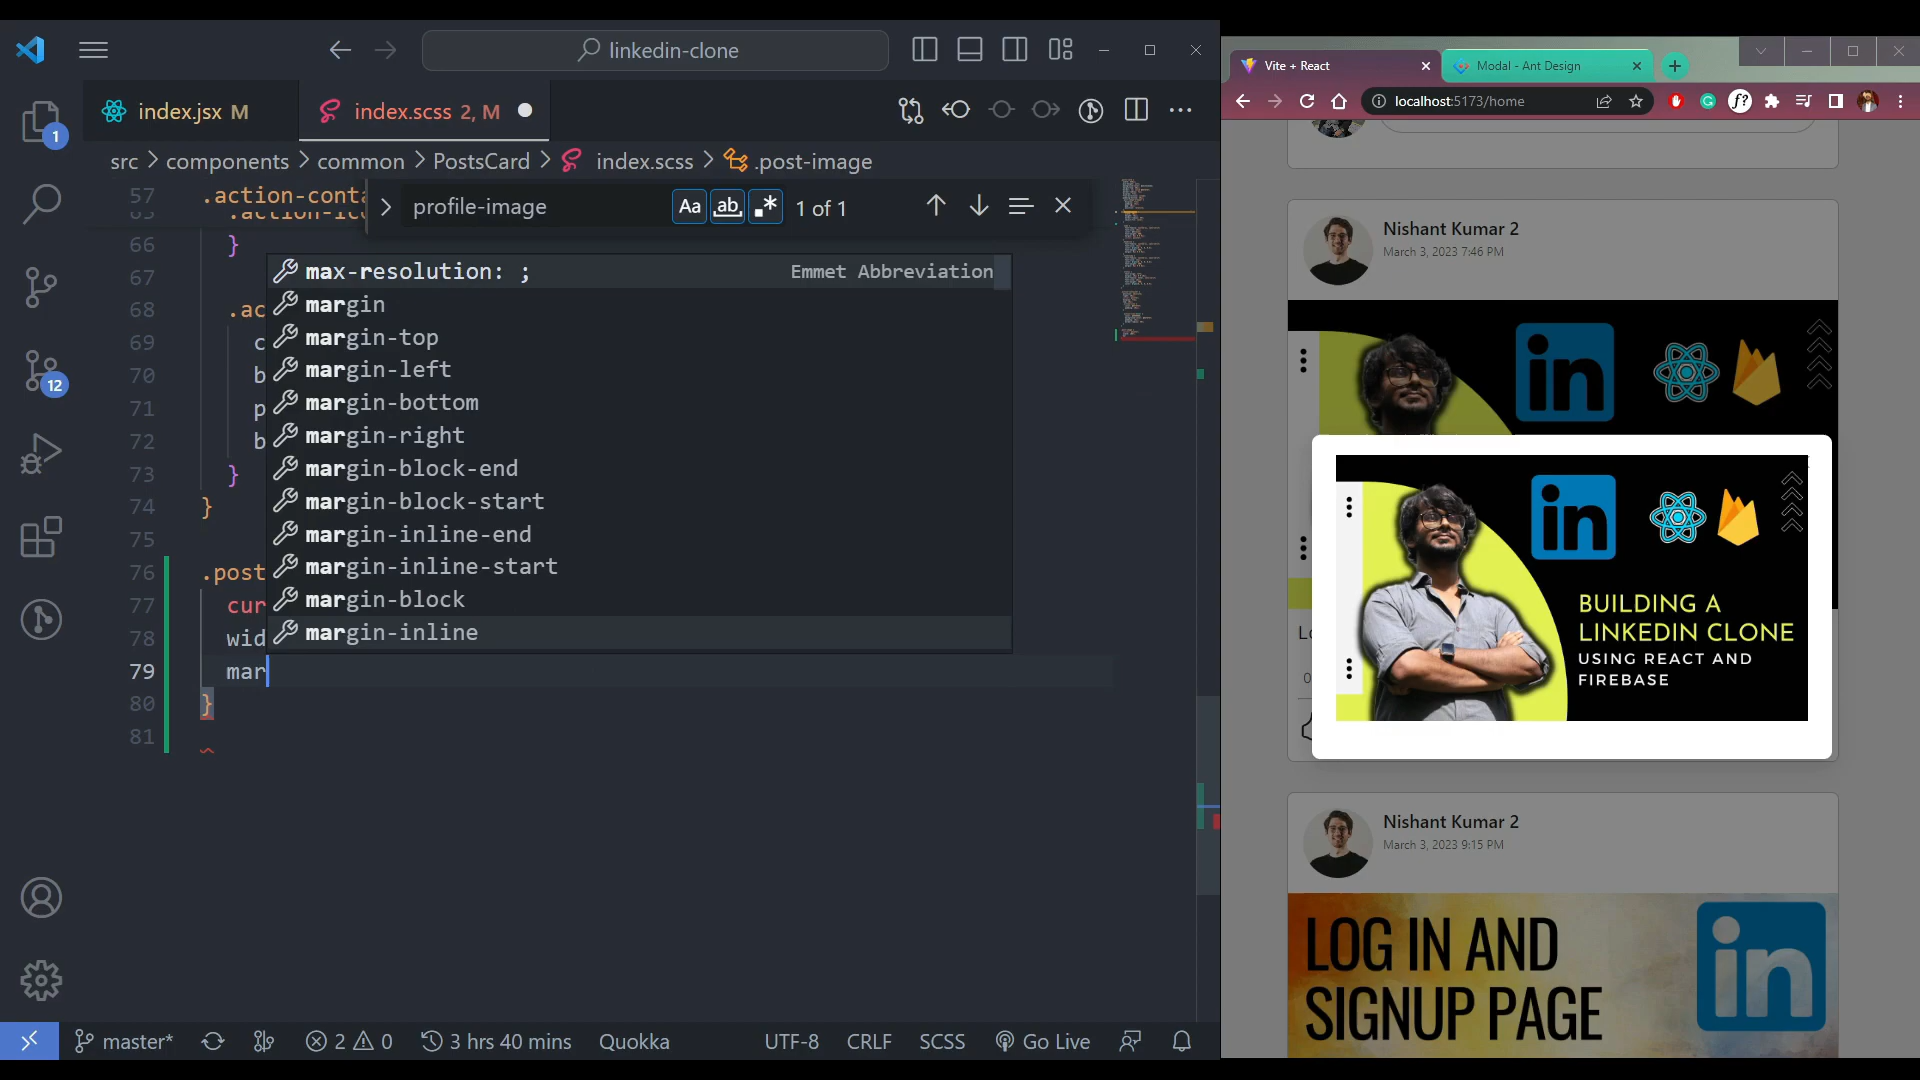 linkedin-clone
index.jsx M
index.scss 2, M
src > components > common > PostsCard > index.scss > .post-image
profile-image
Aa ab .* 1 of 1
57 .action-conta
66 }
67
68 .ac
69 c
70 b
71 p
72 b
73 }
74 }
75
76 .post
77 cur
78 wid
79 mar
80 }
81
max-resolution: ; Emmet Abbreviation
margin
margin-top
margin-left
margin-bottom
margin-right
margin-block-end
margin-block-start
margin-inline-end
margin-inline-start
margin-block
margin-inline
1
12
master* 2 0 3 hrs 40 mins Quokka UTF-8 CRLF SCSS Go Live
Vite + React
Modal - Ant Design
localhost:5173/home
f?
Nishant Kumar 2
March 3, 2023 7:46 PM
in
in
BUILDING A
LINKEDIN CLONE
USING REACT AND
FIREBASE
Nishant Kumar 2
March 3, 2023 9:15 PM
LOG IN AND
SIGNUP PAGE
in